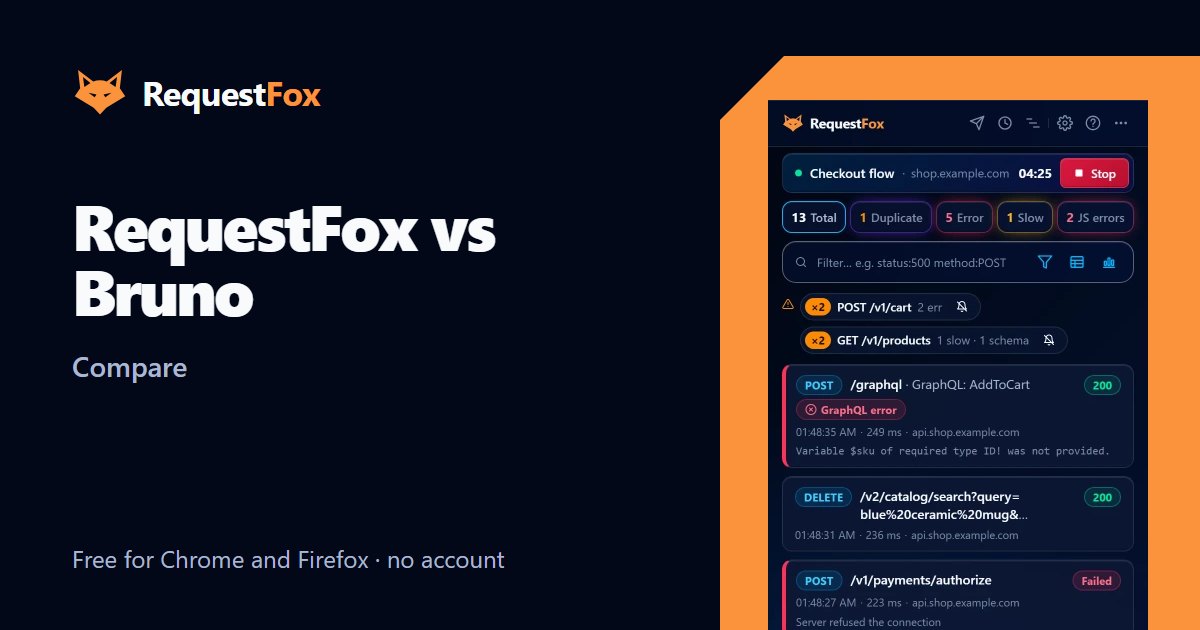 RequestFox
RequestFox vs
Bruno
Compare
Free for Chrome and Firefox · no account
RequestFox
Checkout flow · shop.example.com 04:25 Stop
13 Total 1 Duplicate 5 Error 1 Slow 2 JS errors
Filter... e.g. status:500 method:POST
×2 POST /v1/cart 2 err
×2 GET /v1/products 1 slow · 1 schema
POST /graphql · GraphQL: AddToCart 200
GraphQL error
01:48:35 AM · 249 ms · api.shop.example.com
Variable $sku of required type ID! was not provided.
DELETE /v2/catalog/search?query= 200
blue%20ceramic%20mug&...
01:48:31 AM · 236 ms · api.shop.example.com
POST /v1/payments/authorize Failed
01:48:27 AM · 223 ms · api.shop.example.com
Server refused the connection